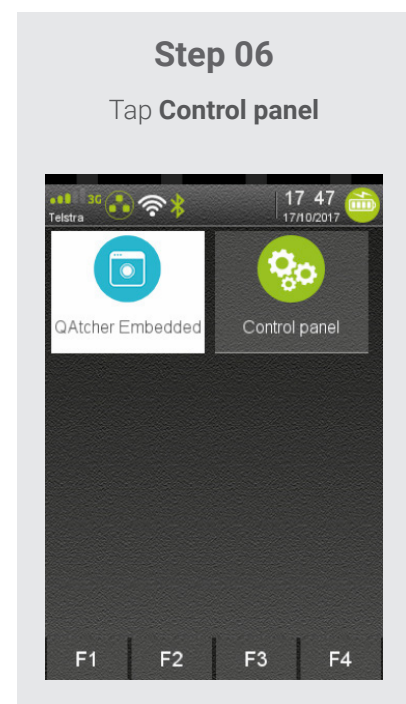 Step 06
Tap Control panel
3G
17 47
Telstra
17/10/2017
QAtcher Embedded
Control panel
F1 F2 F3 F4